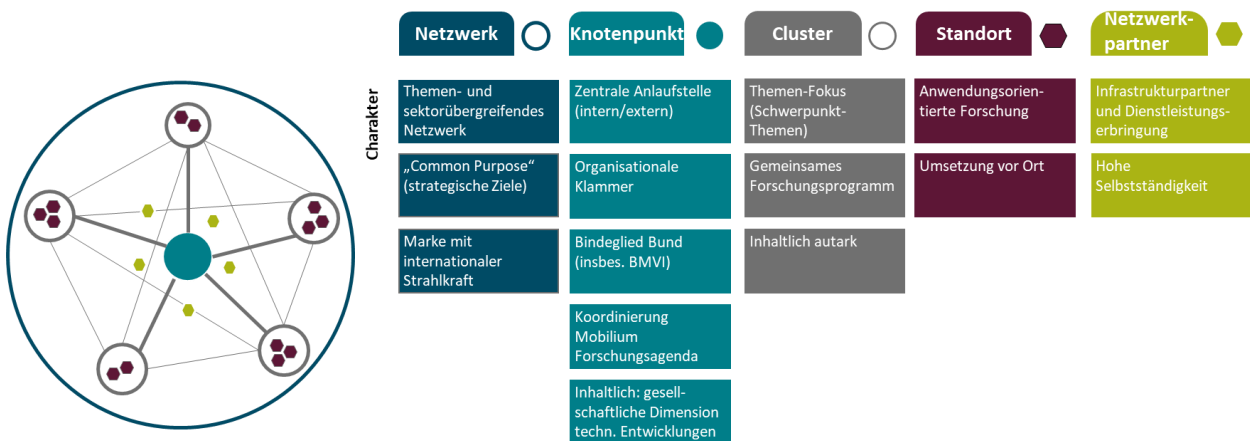 Netzwerk
Knotenpunkt
Cluster
Standort
Netzwerk-
partner
Charakter
Themen- und
sektorübergreifendes
Netzwerk
„Common Purpose“
(strategische Ziele)
Marke mit
internationaler
Strahlkraft
Zentrale Anlaufstelle
(intern/extern)
Organisationale
Klammer
Bindeglied Bund
(insbes. BMVI)
Koordinierung
Mobilium
Forschungsagenda
Inhaltlich: gesell-
schaftliche Dimension
techn. Entwicklungen
Themen-Fokus
(Schwerpunkt-
Themen)
Gemeinsames
Forschungsprogramm
Inhaltlich autark
Anwendungsorien-
tierte Forschung
Umsetzung vor Ort
Infrastrukturpartner
und Dienstleistungs-
erbringung
Hohe
Selbstständigkeit